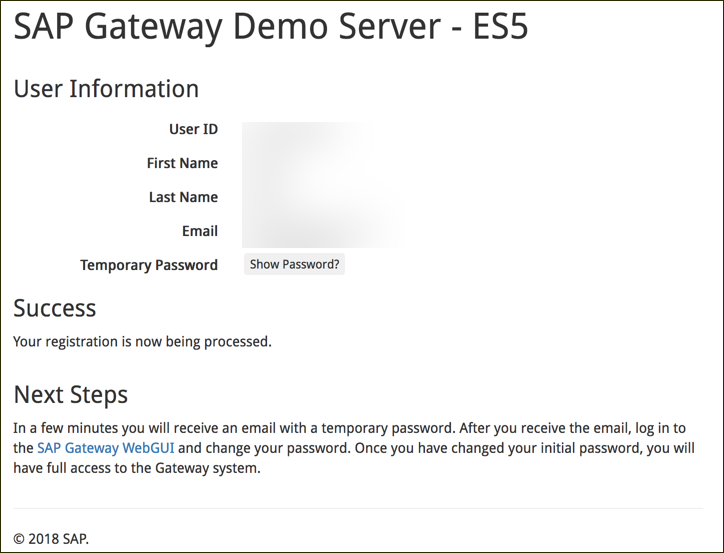 SAP Gateway Demo Server - ES5
User Information
User ID
First Name
Last Name
Email
Temporary Password Show Password?
Success
Your registration is now being processed.
Next Steps
In a few minutes you will receive an email with a temporary password. After you receive the email, log in to
the SAP Gateway WebGUI and change your password. Once you have changed your initial password, you will
have full access to the Gateway system.
© 2018 SAP.